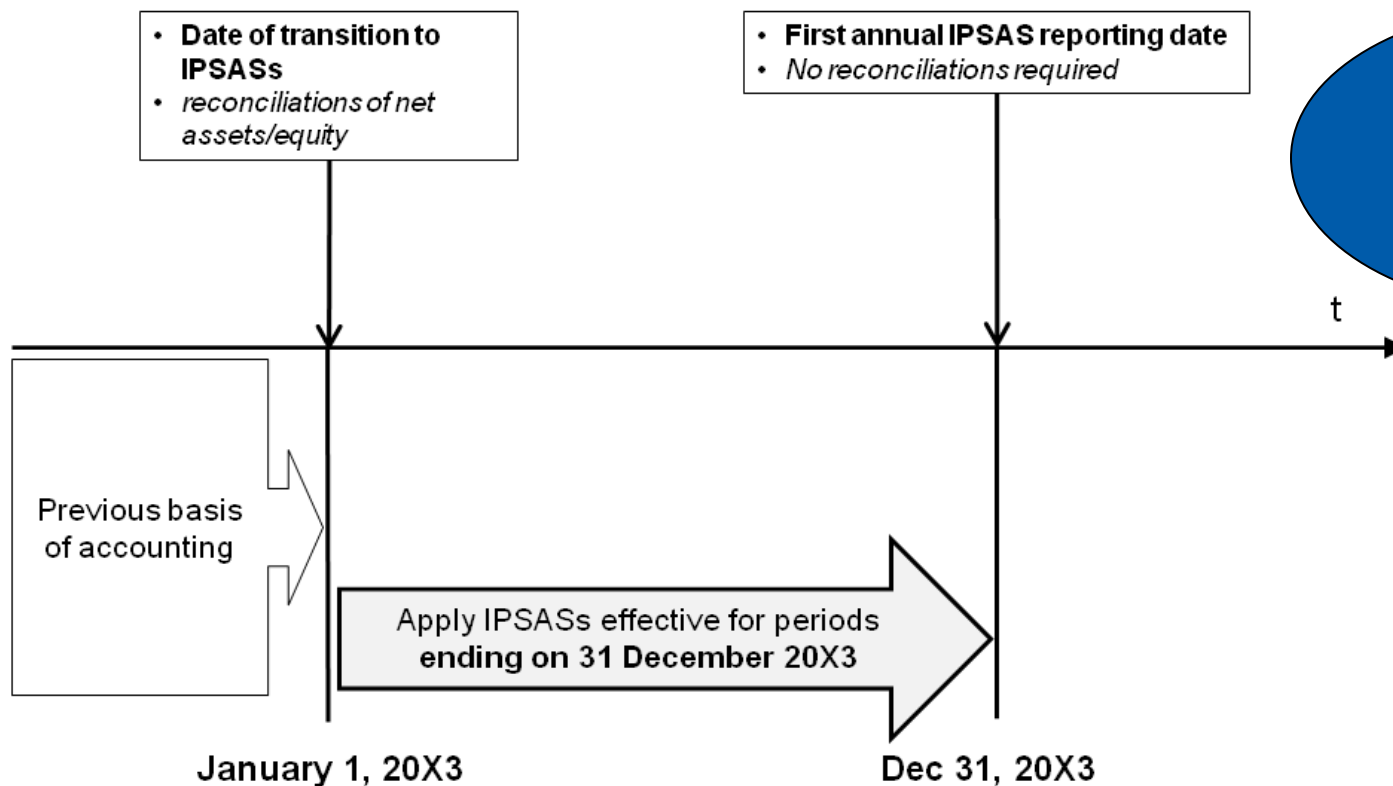 • Date of transition to
IPSASs
• reconciliations of net
assets/equity
• First annual IPSAS reporting date
• No reconciliations required
t
Previous basis
of accounting
Apply IPSASs effective for periods
ending on 31 December 20X3
January 1, 20X3
Dec 31, 20X3